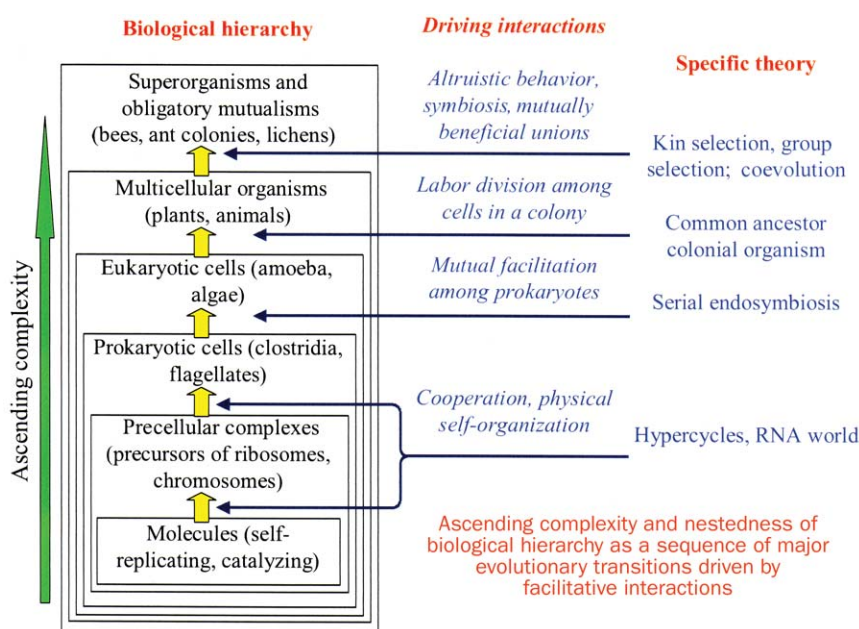 Biological hierarchy
Driving interactions
Specific theory
Superorganisms and
obligatory mutualisms
(bees, ant colonies, lichens)
Altruistic behavior,
symbiosis, mutually
beneficial unions
Kin selection, group
selection; coevolution
Multicellular organisms
(plants, animals)
Labor division among
cells in a colony
Common ancestor
colonial organism
Eukaryotic cells (amoeba,
algae)
Mutual facilitation
among prokaryotes
Serial endosymbiosis
Prokaryotic cells (clostridia,
flagellates)
Cooperation, physical
self-organization
Hypercycles, RNA world
Precellular complexes
(precursors of ribosomes,
chromosomes)
Molecules (self-
replicating, catalyzing)
Ascending complexity
Ascending complexity and nestedness of
biological hierarchy as a sequence of major
evolutionary transitions driven by
facilitative interactions